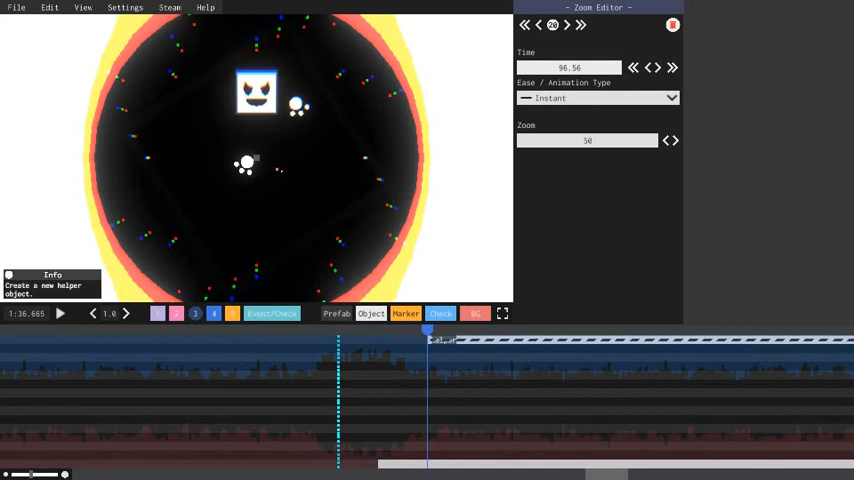 File Edit View Settings Steam Help
- Zoom Editor -
20
Time
96.56
Ease / Animation Type
Instant
Zoom
50
Info
Create a new helper
object.
1:36.665
1.0
1 2 3 4 5
Event/Check
Prefab
Object
Marker
Check
BG
helper